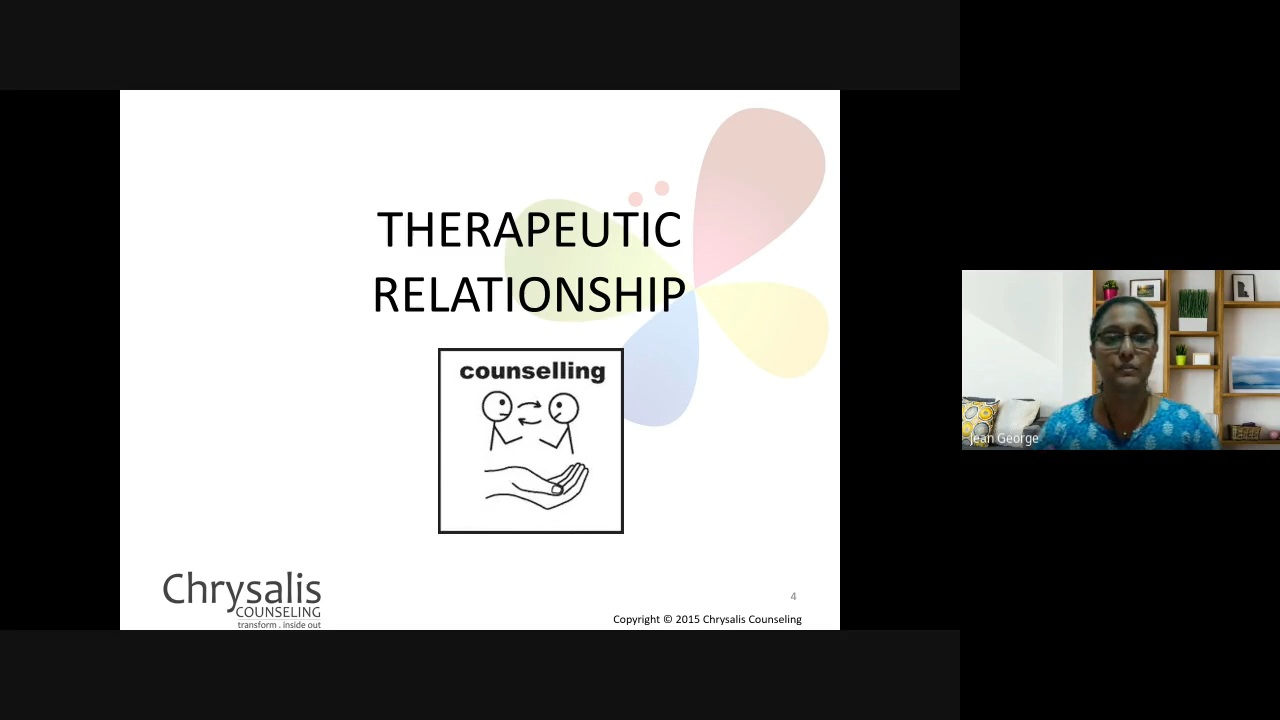 THERAPEUTIC
RELATIONSHIP
counselling
Chrysalis
COUNSELING
transform . inside out
4
Copyright © 2015 Chrysalis Counseling
Jean George